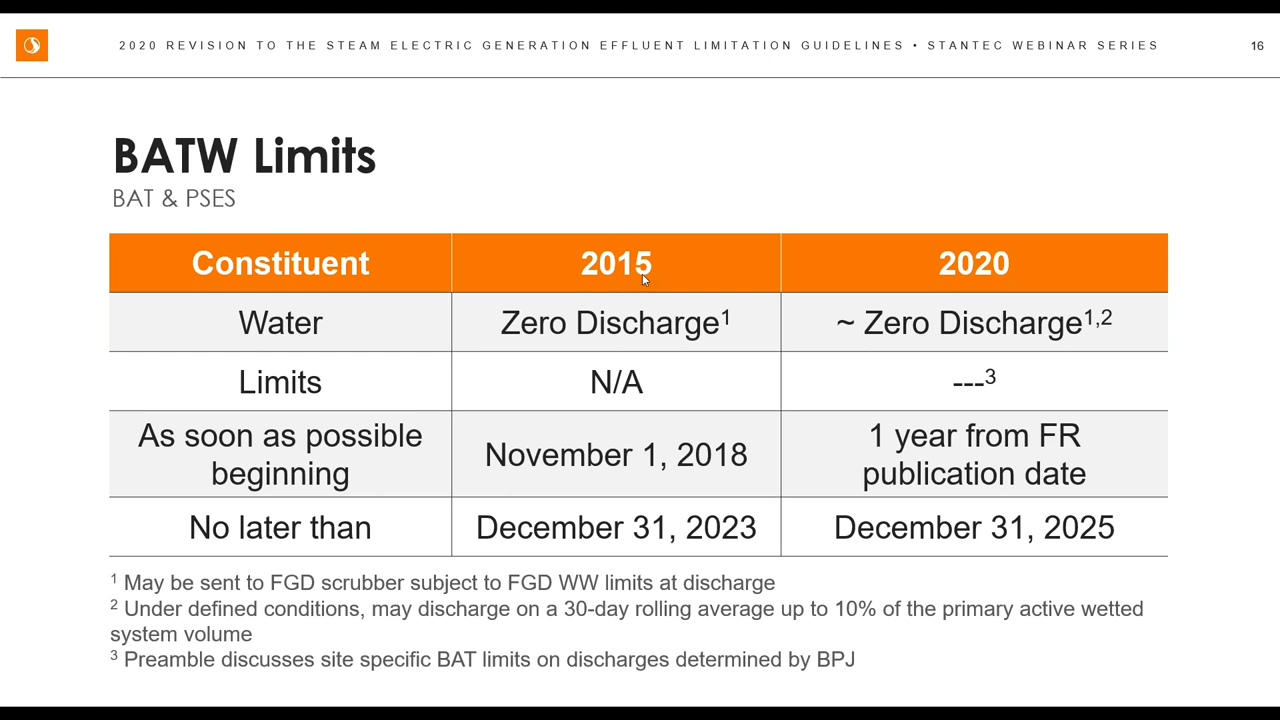 2020 REVISION TO THE STEAM ELECTRIC GENERATION EFFLUENT LIMITATION GUIDELINES • STANTEC WEBINAR SERIES
16
BATW Limits
BAT & PSES
Constituent 2015 2020
Water Zero Discharge¹ ~ Zero Discharge¹,²
Limits N/A ---³
As soon as possible
beginning
November 1, 2018
1 year from FR
publication date
No later than December 31, 2023 December 31, 2025
¹ May be sent to FGD scrubber subject to FGD WW limits at discharge
² Under defined conditions, may discharge on a 30-day rolling average up to 10% of the primary active wetted
system volume
³ Preamble discusses site specific BAT limits on discharges determined by BPJ